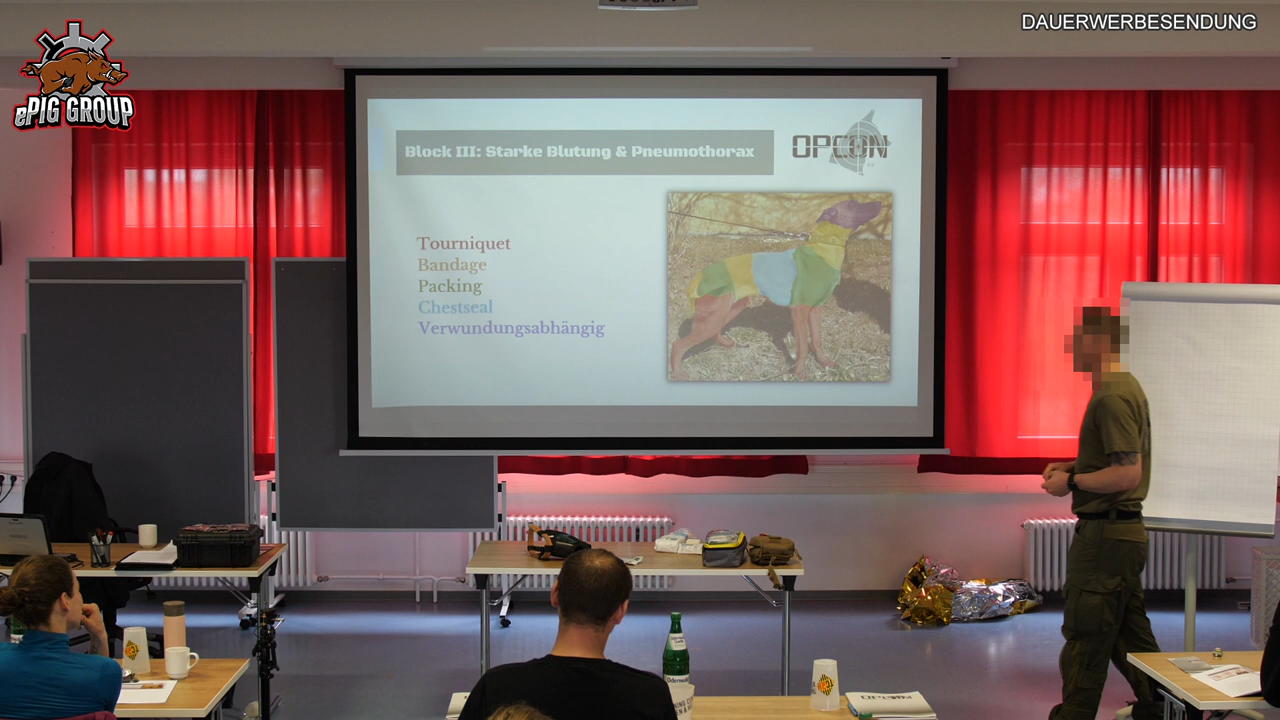 DAUERWERBESENDUNG
ePIG GROUP
Block III: Starke Blutung & Pneumothorax
OPCON
Tourniquet
Bandage
Packing
Chestseal
Verwundungsabhängig